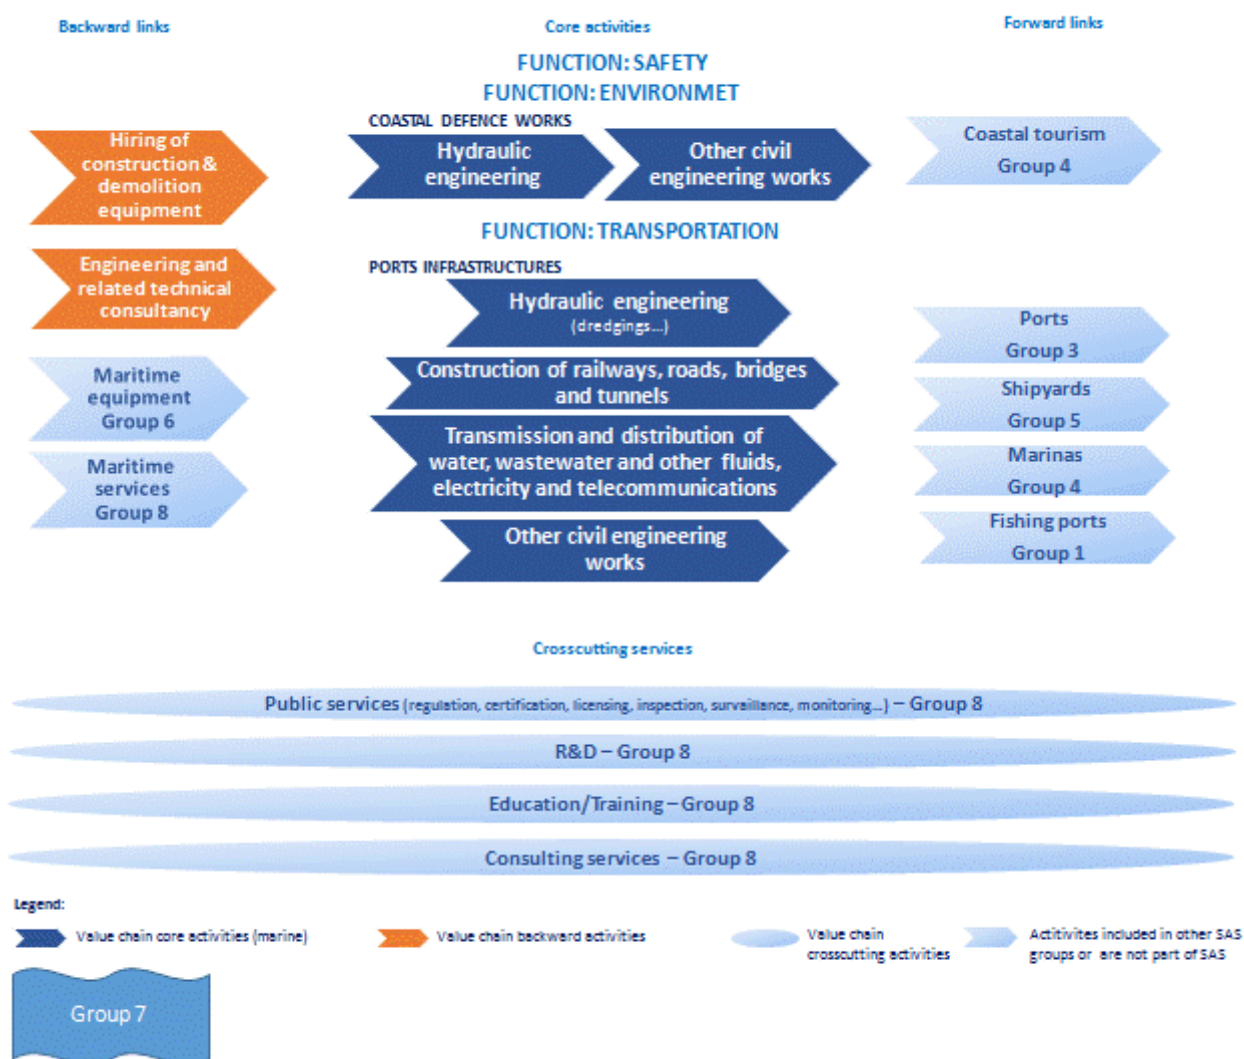 Backward links
Core activities
Forward links
FUNCTION: SAFETY
FUNCTION: ENVIRONMET
COASTAL DEFENCE WORKS
Hiring of
construction &
demolition
equipment
Hydraulic
engineering
Other civil
engineering works
Coastal tourism
Group 4
FUNCTION: TRANSPORTATION
Engineering and
related technical
consultancy
PORTS INFRASTRUCTURES
Hydraulic engineering
(dredgings...)
Ports
Group 3
Maritime
equipment
Group 6
Construction of railways, roads, bridges
and tunnels
Shipyards
Group 5
Transmission and distribution of
water, wastewater and other fluids,
electricity and telecommunications
Marinas
Group 4
Maritime
services
Group 8
Other civil engineering
works
Fishing ports
Group 1
Crosscutting services
Public services (regulation, certification, licensing, inspection, survaillance, monitoring...) – Group 8
R&D – Group 8
Education/Training – Group 8
Consulting services – Group 8
Legend:
Value chain core activities (marine)
Value chain backward activities
Value chain
crosscutting activities
Actitivites included in other SAS
groups or are not part of SAS
Group 7